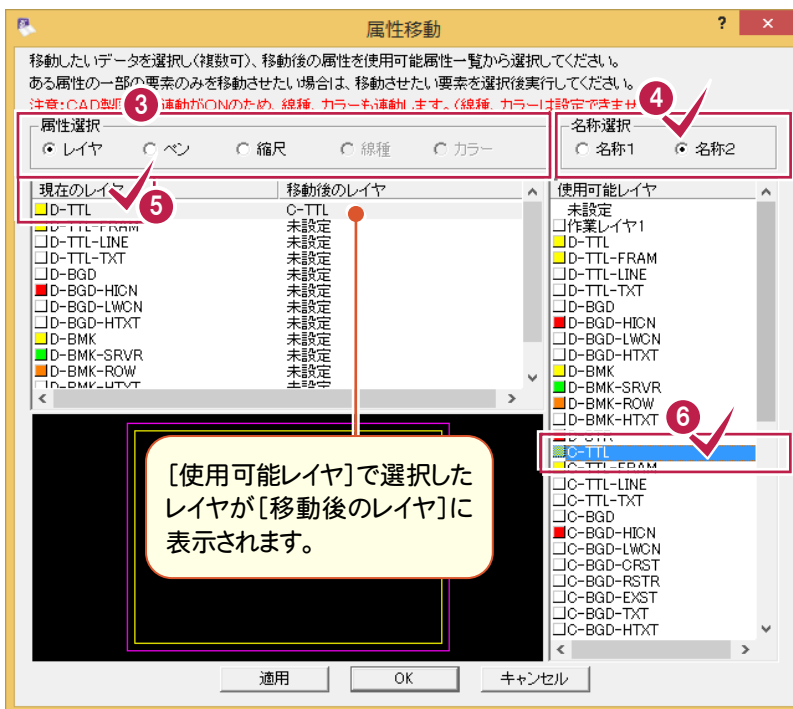 属性移動
? ×
移動したいデータを選択し(複数可)、移動後の属性を使用可能属性一覧から選択してください。
ある属性の一部の要素のみを移動させたい場合は、移動させたい要素を選択後実行してください。
注意:CAD製図 連動がONのため、線種、カラーも連動します。(線種、カラーは設定できませ
3
4
属性選択
レイヤ ペン 縮尺 線種 カラー
名称選択
名称1 名称2
5
現在のレイヤ 移動後のレイヤ
D-TTL C-TTL
D-TTL-FRAM 未設定
D-TTL-LINE 未設定
D-TTL-TXT 未設定
D-BGD 未設定
D-BGD-HICN 未設定
D-BGD-LWCN 未設定
D-BGD-HTXT 未設定
D-BMK 未設定
D-BMK-SRVR 未設定
D-BMK-ROW 未設定
D-BMK-HTXT 未設定
使用可能レイヤ
未設定
作業レイヤ1
D-TTL
D-TTL-FRAM
D-TTL-LINE
D-TTL-TXT
D-BGD
D-BGD-HICN
D-BGD-LWCN
D-BGD-HTXT
D-BMK
D-BMK-SRVR
D-BMK-ROW
D-BMK-HTXT
6
D-STR
C-TTL
C-TTL-FRAM
C-TTL-LINE
C-TTL-TXT
C-BGD
C-BGD-HICN
C-BGD-LWCN
C-BGD-CRST
C-BGD-RSTR
C-BGD-EXST
C-BGD-TXT
C-BGD-HTXT
[使用可能レイヤ]で選択した
レイヤが[移動後のレイヤ]に
表示されます。
適用 OK キャンセル